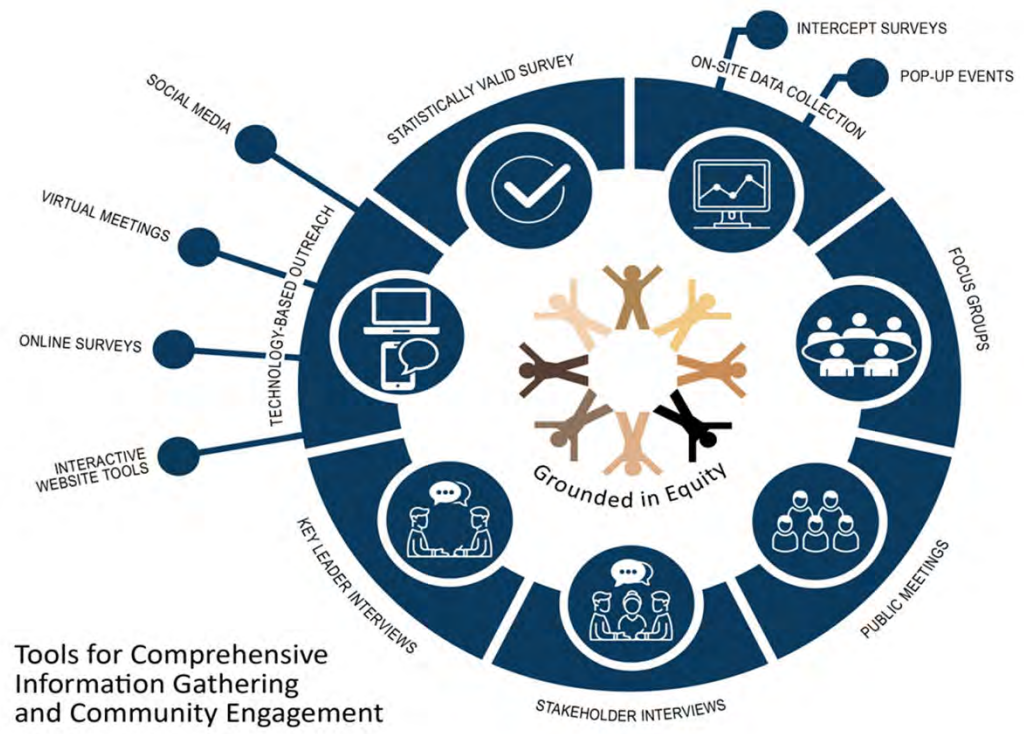 INTERCEPT SURVEYS
ON-SITE DATA COLLECTION
POP-UP EVENTS
STATISTICALLY VALID SURVEY
SOCIAL MEDIA
VIRTUAL MEETINGS
TECHNOLOGY-BASED OUTREACH
ONLINE SURVEYS
INTERACTIVE
WEBSITE TOOLS
FOCUS GROUPS
Grounded in Equity
KEY LEADER INTERVIEWS
PUBLIC MEETINGS
STAKEHOLDER INTERVIEWS
Tools for Comprehensive
Information Gathering
and Community Engagement